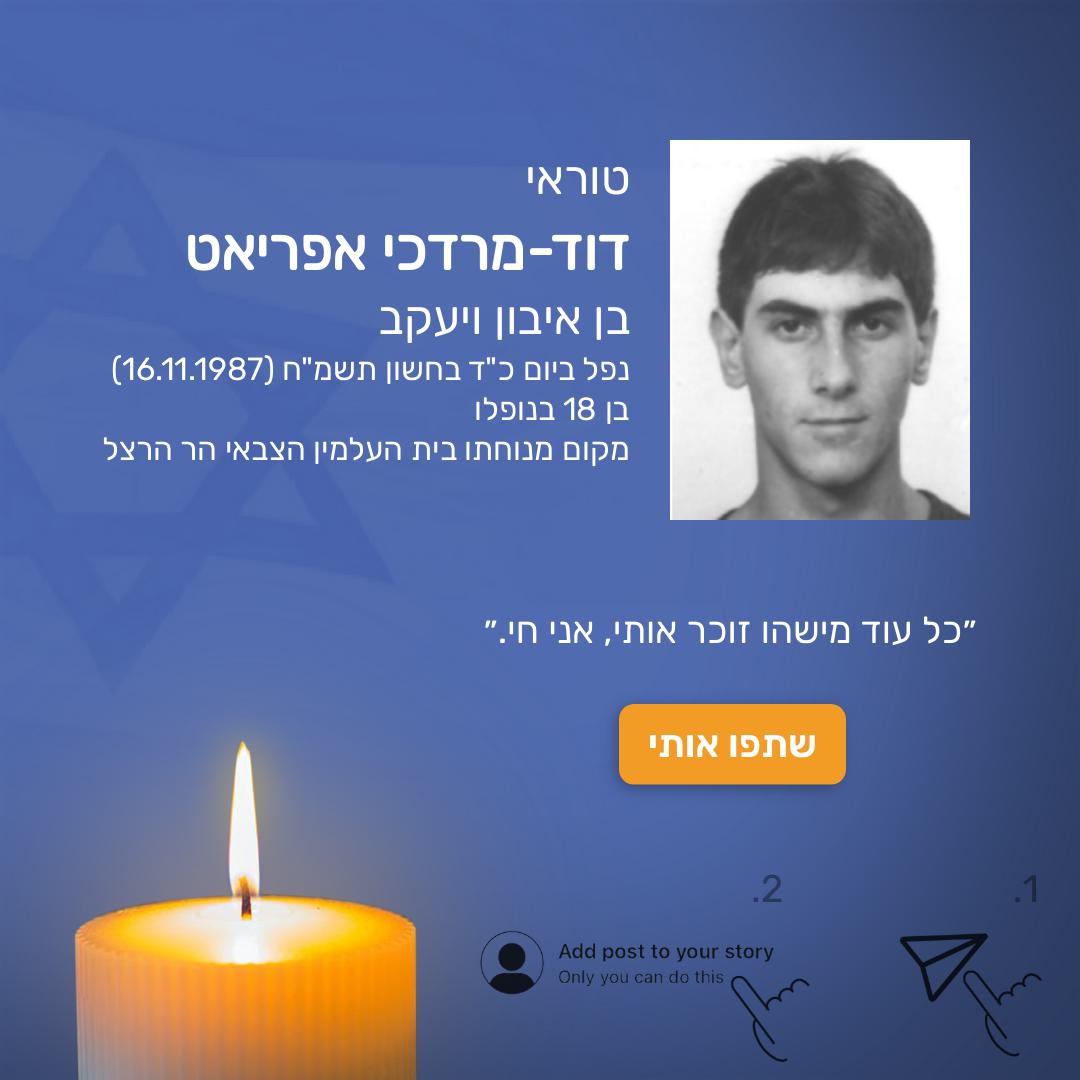 טוראי
דוד-מרדכי אפריאט
בן איבון ויעקב
נפל ביום כ"ד בחשון תשמ"ח (16.11.1987)
בן 18 בנופלו
מקום מנוחתו בית העלמין הצבאי הר הרצל
״כל עוד מישהו זוכר אותי, אני חי.״
שתפו אותי
.1
.2
Add post to your story
Only you can do this